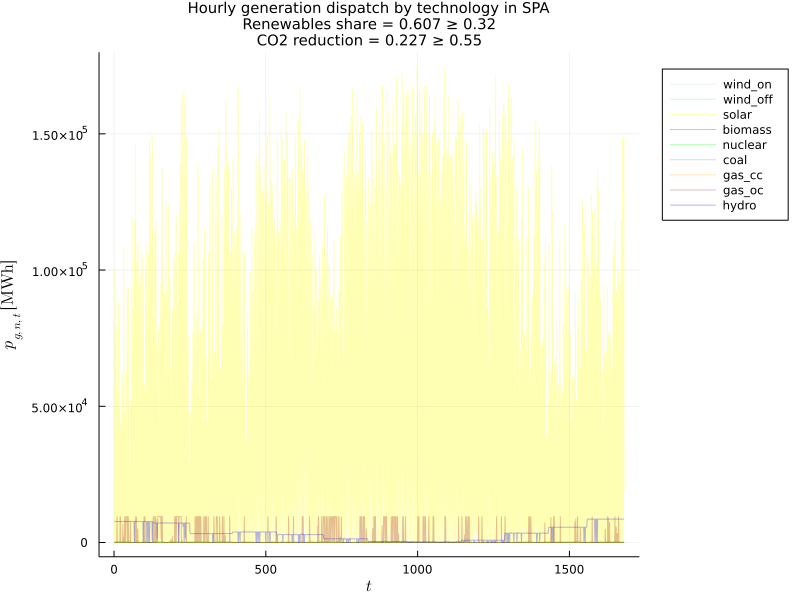 Hourly generation dispatch by technology in SPA
Renewables share = 0.607 ≥ 0.32
CO2 reduction = 0.227 ≥ 0.55
wind_on
wind_off
solar
biomass
nuclear
coal
gas_cc
gas_oc
hydro
p_{g,n,t} [MWh]
1.50×10⁵
1.00×10⁵
5.00×10⁴
0
0 500 1000 1500
t